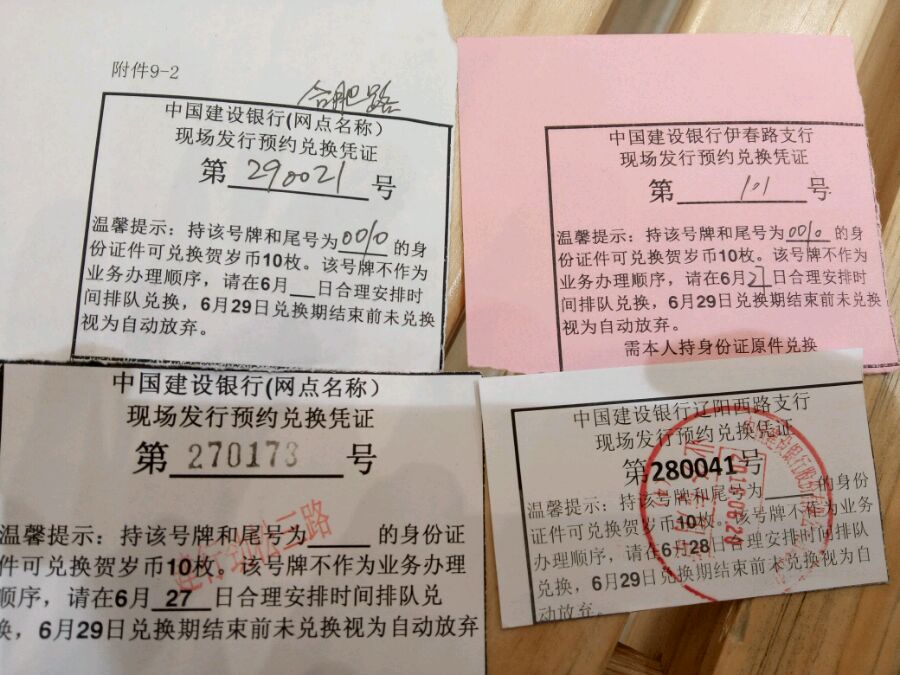 附件9-2
合肥路
中国建设银行(网点名称)
现场发行预约兑换凭证
第 290021 号
温馨提示：持该号牌和尾号为0010的身
份证件可兑换贺岁币10枚。该号牌不作为
业务办理顺序，请在6月__日合理安排时
间排队兑换，6月29日兑换期结束前未兑换
视为自动放弃。
中国建设银行伊春路支行
现场发行预约兑换凭证
第 101 号
温馨提示：持该号牌和尾号为0010的身
份证件可兑换贺岁币10枚。该号牌不作为
业务办理顺序，请在6月27日合理安排时
间排队兑换，6月29日兑换期结束前未兑换
视为自动放弃。
需本人持身份证原件兑换
中国建设银行(网点名称)
现场发行预约兑换凭证
第 270173 号
温馨提示：持该号牌和尾号为____的身份证
件可兑换贺岁币10枚。该号牌不作为业务办理
顺序，请在6月 27 日合理安排时间排队兑
换，6月29日兑换期结束前未兑换视为自动放弃
中国建设银行辽阳西路支行
现场发行预约兑换凭证
第280041号
温馨提示：持该号牌和尾号为____的身份
证件可兑换贺岁币10枚。该号牌不作为业务
办理顺序，请在6月28日合理安排时间排队
兑换，6月29日兑换期结束前未兑换视为自
动放弃。